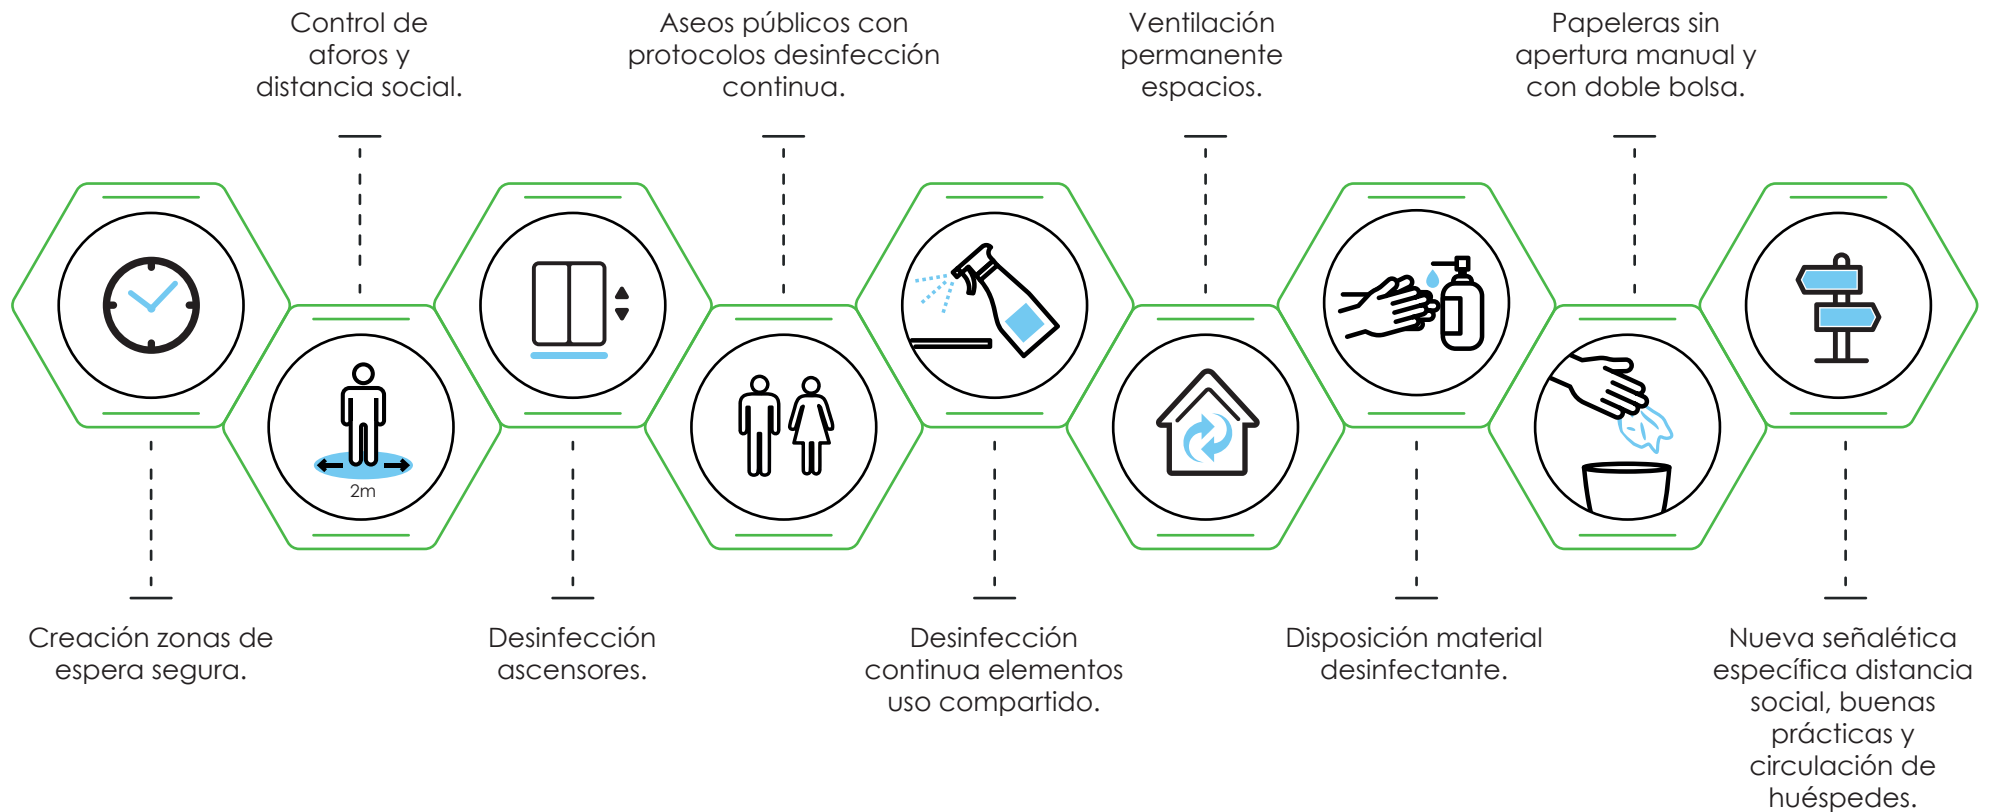 Control de
aforos y
distancia social.
Aseos públicos con
protocolos desinfección
continua.
Ventilación
permanente
espacios.
Papeleras sin
apertura manual y
con doble bolsa.
2m
Creación zonas de
espera segura.
Desinfección
ascensores.
Desinfección
continua elementos
uso compartido.
Disposición material
desinfectante.
Nueva señalética
específica distancia
social, buenas
prácticas y
circulación de
huéspedes.